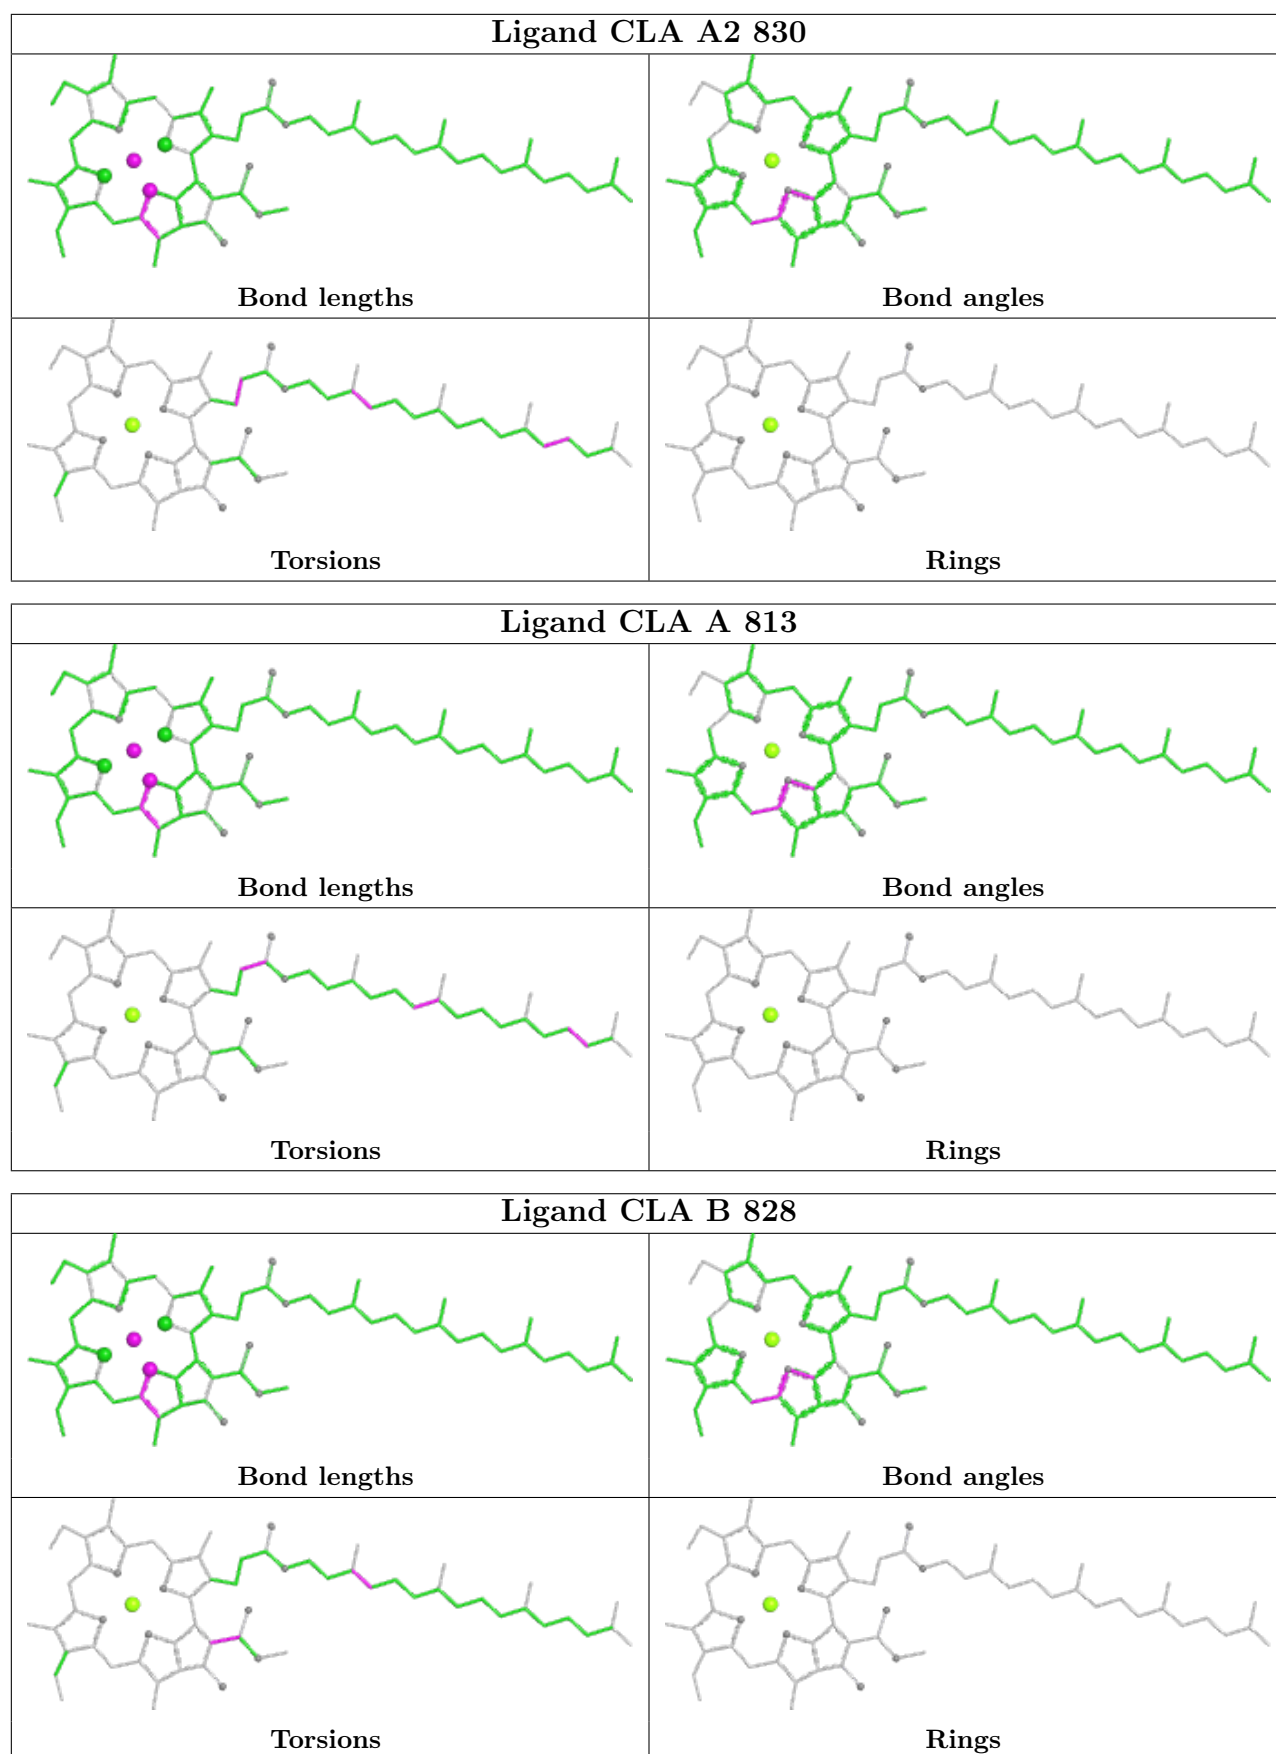 Ligand CLA A2 830
Bond lengths
Bond angles
Torsions
Rings
Ligand CLA A 813
Bond lengths
Bond angles
Torsions
Rings
Ligand CLA B 828
Bond lengths
Bond angles
Torsions
Rings